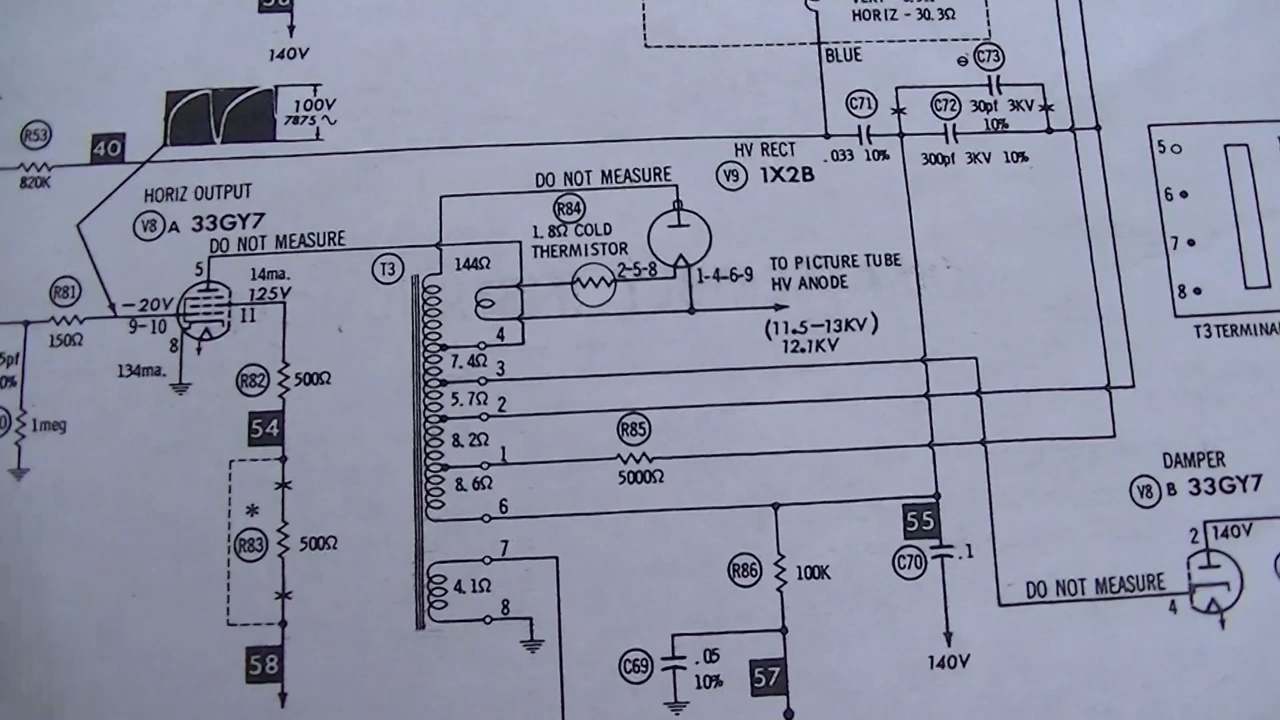 140V
HORIZ - 30.3Ω
BLUE
100V
7875 ∿
R53
820K
40
HORIZ OUTPUT
V8 A 33GY7
DO NOT MEASURE
5
14ma.
125V
11
-20V
9-10
8
134ma.
R81
150Ω
1meg
R82
500Ω
54
*
R83
500Ω
58
T3
144Ω
DO NOT MEASURE
R84
1.8Ω COLD
THERMISTOR
2-5-8
1-4-6-9
HV RECT
V9 1X2B
TO PICTURE TUBE
HV ANODE
(11.5-13KV)
12.1KV
C71
.033 10%
C72
300pf 3KV 10%
⊖ C73
30pf 3KV
10%
4
7.4Ω
3
5.7Ω
2
8.2Ω
1
R85
5000Ω
8.6Ω
6
7
4.1Ω
8
R86
100K
C69
.05
10%
57
55
C70
.1
140V
DAMPER
V8 B 33GY7
2
140V
DO NOT MEASURE
4
5
6
7
8
T3 TERMINA